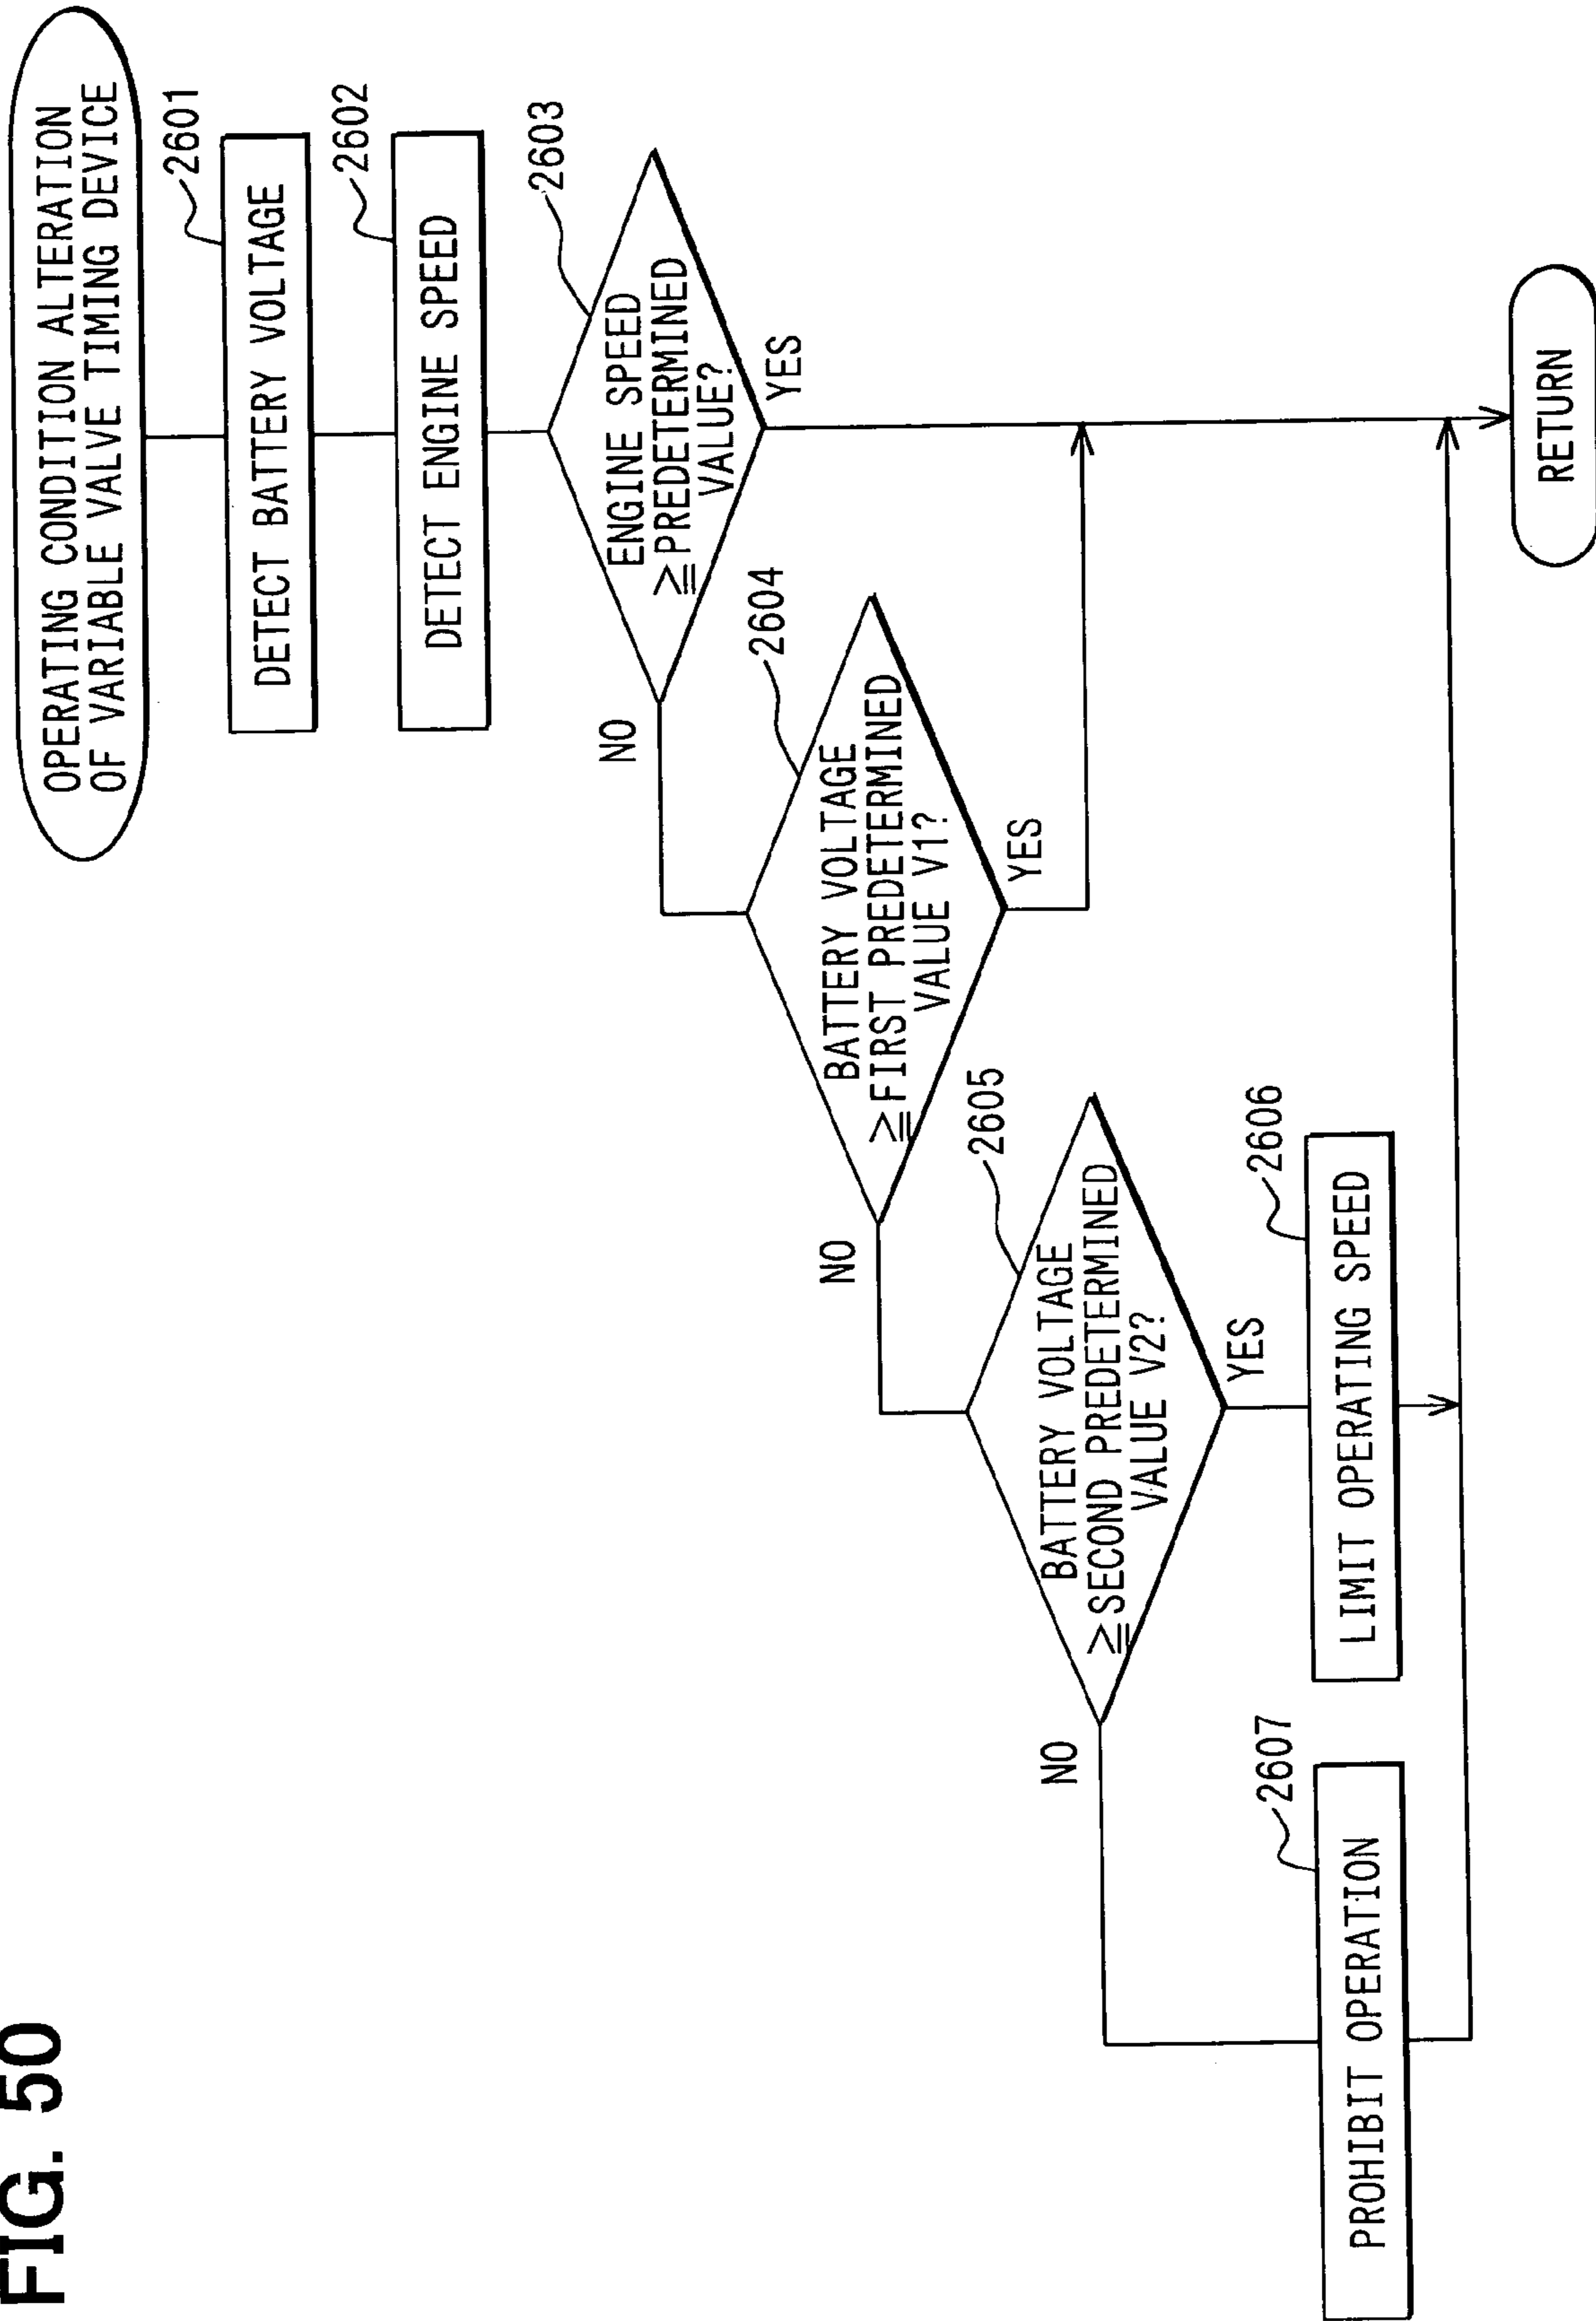 FIG. 50
OPERATING CONDITION ALTERATION
OF VARIABLE VALVE TIMING DEVICE
2601
DETECT BATTERY VOLTAGE
2602
DETECT ENGINE SPEED
2603
ENGINE SPEED
≧PREDETERMINED
VALUE?
YES
NO
2604
BATTERY VOLTAGE
≧FIRST PREDETERMINED
VALUE V1?
YES
NO
2605
BATTERY VOLTAGE
≧SECOND PREDETERMINED
VALUE V2?
YES
NO
2606
LIMIT OPERATING SPEED
2607
PROHIBIT OPERATION
RETURN